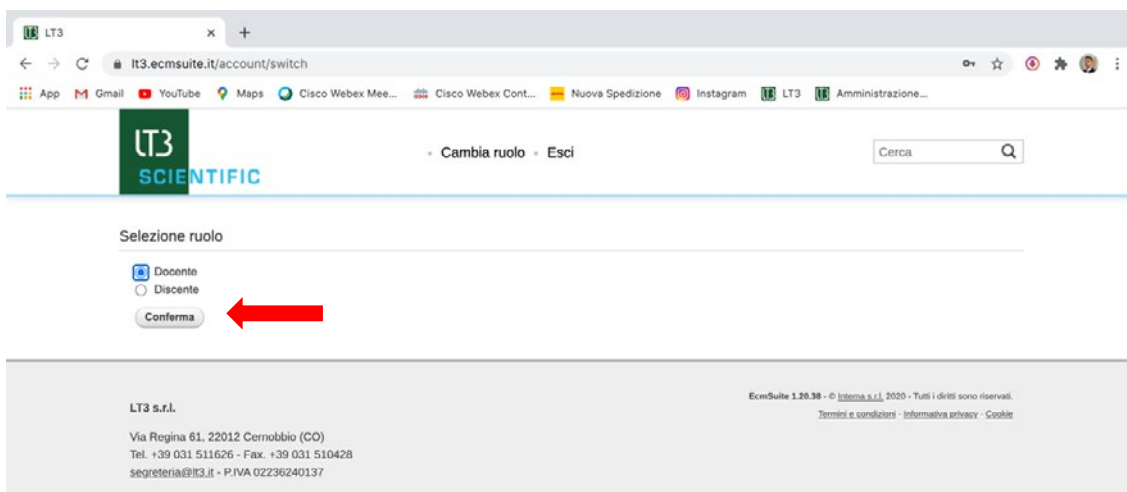 LT3
lt3.ecmsuite.it/account/switch
App Gmail YouTube Maps Cisco Webex Mee... Cisco Webex Cont... Nuova Spedizione Instagram LT3 Amministrazione...
LT3
SCIENTIFIC
Cambia ruolo Esci
Cerca
Selezione ruolo
Docente
Discente
Conferma
EcmSuite 1.20.38 - © Interna s.r.l. 2020 - Tutti i diritti sono riservati.
Termini e condizioni - Informativa privacy - Cookie
LT3 s.r.l.
Via Regina 61, 22012 Cernobbio (CO)
Tel. +39 031 511626 - Fax. +39 031 510428
segreteria@lt3.it - P.IVA 02236240137